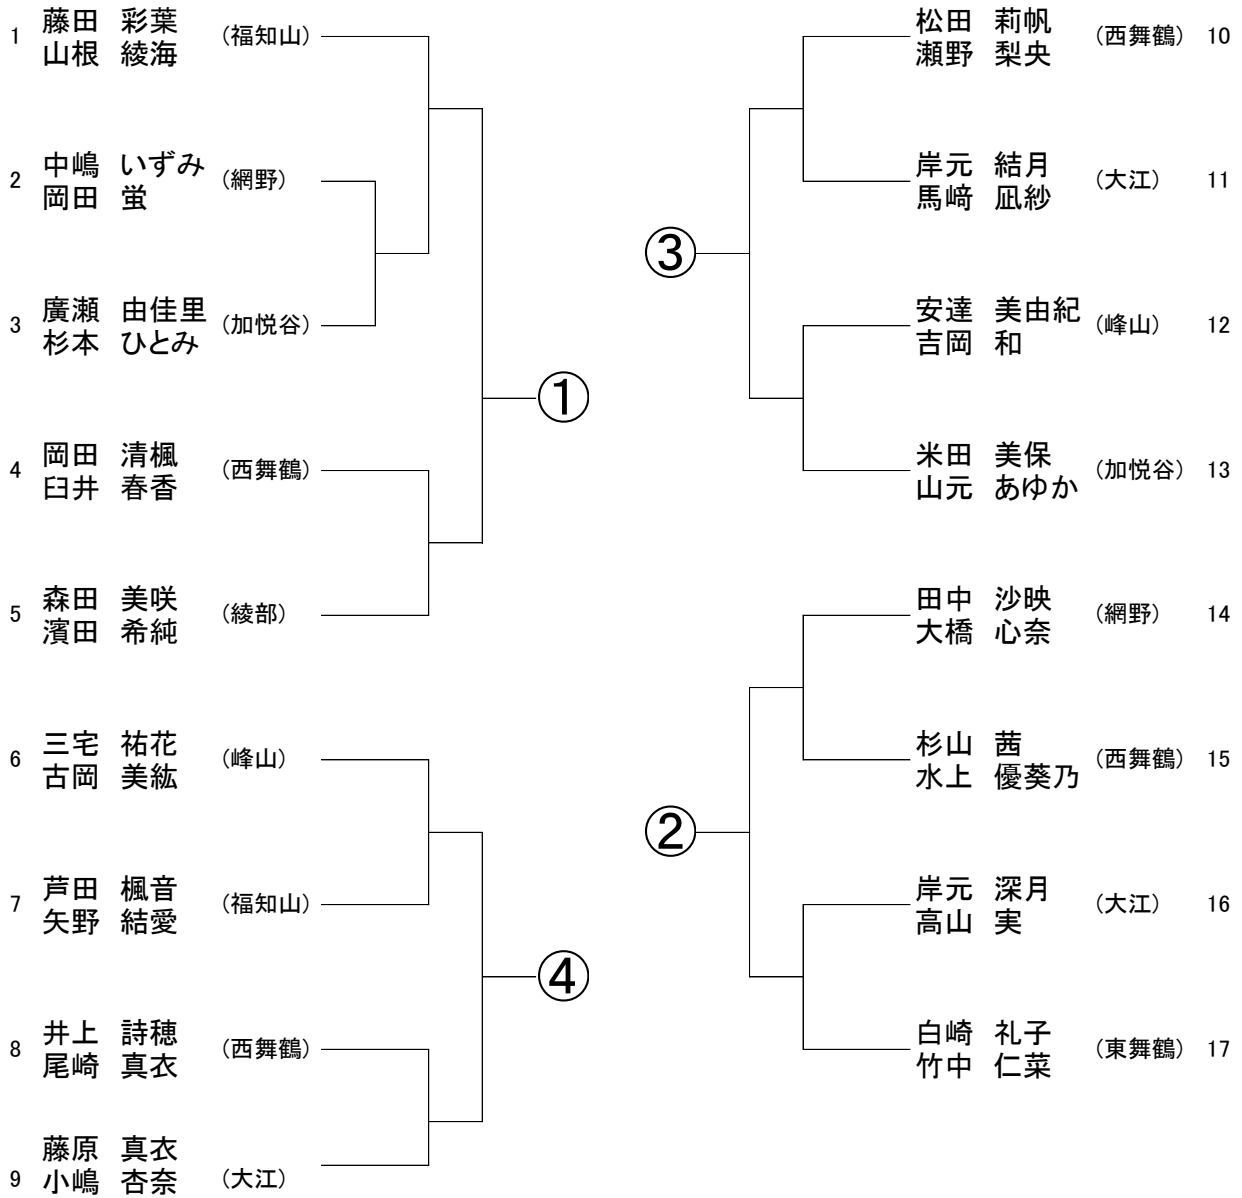 藤田 彩葉
1 (福知山)
山根 綾海
中嶋 いずみ
2 (網野)
岡田 蛍
廣瀬 由佳里
3 (加悦谷)
杉本 ひとみ
①
岡田 清楓
4 (西舞鶴)
臼井 春香
森田 美咲
5 (綾部)
濱田 希純
三宅 祐花
6 (峰山)
古岡 美紘
芦田 楓音
7 (福知山)
矢野 結愛
④
井上 詩穂
8 (西舞鶴)
尾崎 真衣
藤原 真衣
9 小嶋 杏奈 (大江)
松田 莉帆
(西舞鶴) 10
瀬野 梨央
岸元 結月
(大江) 11
馬﨑 凪紗
③
安達 美由紀
(峰山) 12
吉岡 和
米田 美保
(加悦谷) 13
山元 あゆか
田中 沙映
(網野) 14
大橋 心奈
杉山 茜
(西舞鶴) 15
水上 優葵乃
②
岸元 深月
(大江) 16
高山 実
白崎 礼子
(東舞鶴) 17
竹中 仁菜